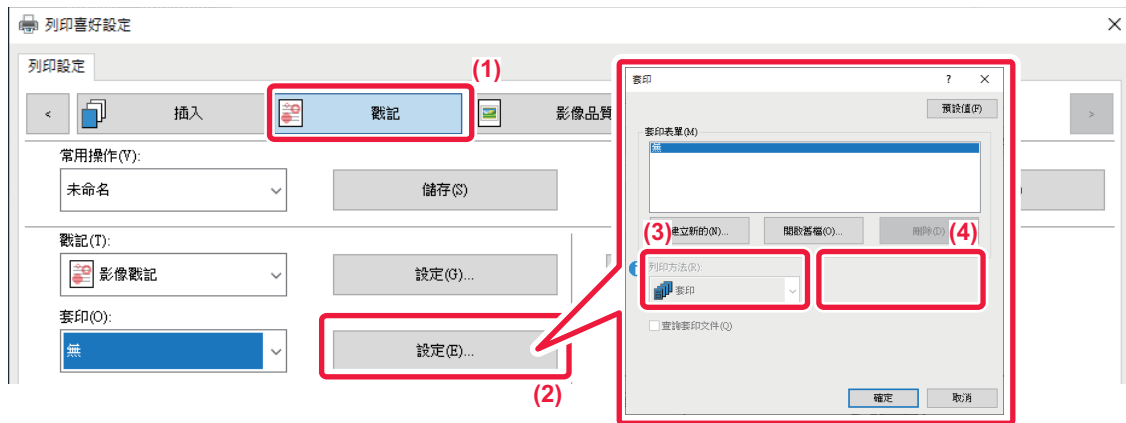 列印喜好設定
列印設定
(1)
< 插入 戳記 影像品質 >
常用操作(V):
未命名 儲存(S)
戳記(T):
影像戳記 設定(G)...
套印(O):
無 設定(E)...
(2)
套印 ? ×
預設值(F)
套印表單(M)
無
建立新的(N)... 開啟舊檔(O)... 刪除(D)
(3) (4)
列印方法(R):
套印
查詢套印文件(Q)
確定 取消